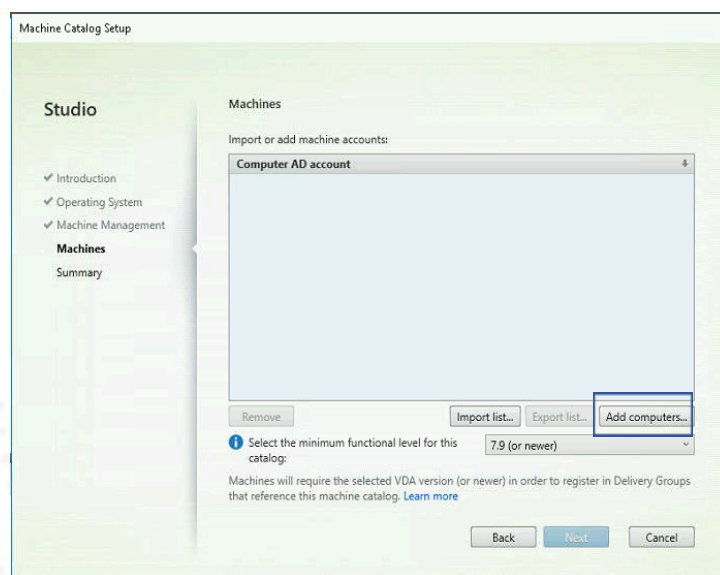 Machine Catalog Setup
Studio
✔ Introduction
✔ Operating System
✔ Machine Management
Machines
Summary
Machines
Import or add machine accounts:
Computer AD account
Remove
Import list...
Export list...
Add computers...
Select the minimum functional level for this
catalog:
7.9 (or newer)
Machines will require the selected VDA version (or newer) in order to register in Delivery Groups
that reference this machine catalog. Learn more
Back
Next
Cancel